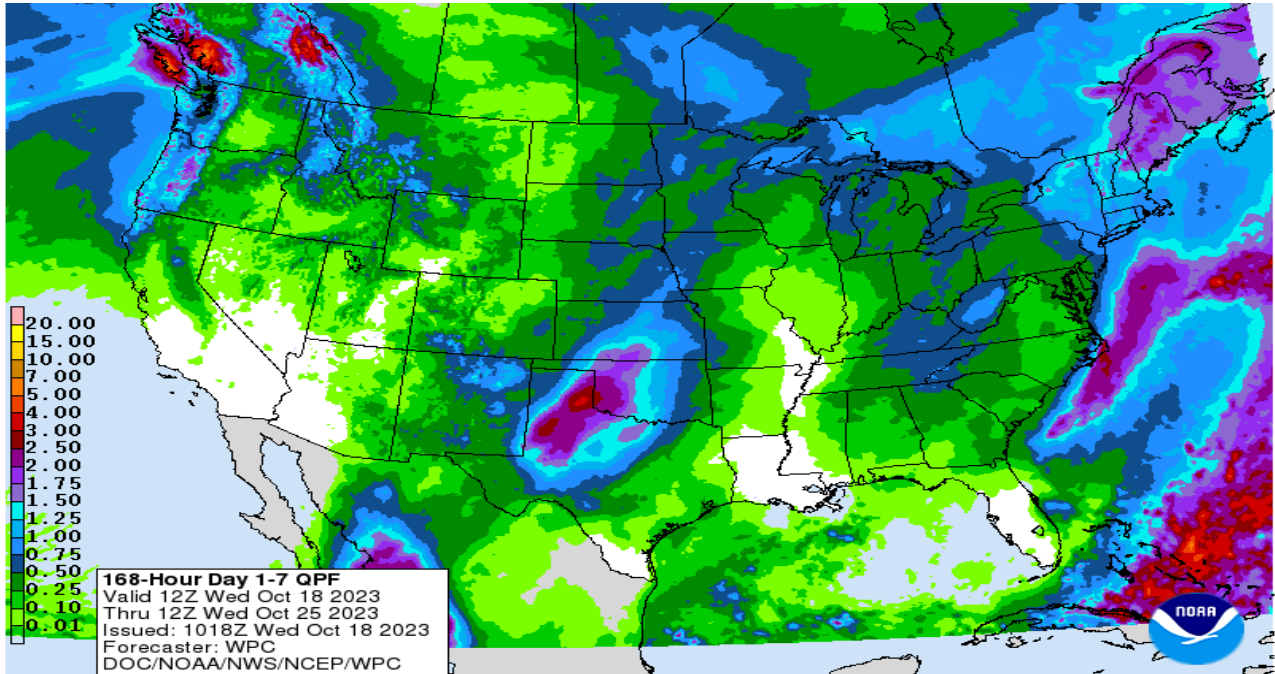 20.00
15.00
10.00
7.00
5.00
4.00
3.00
2.50
2.00
1.75
1.50
1.25
1.00
0.75
0.50
0.25
0.10
0.01
168-Hour Day 1-7 QPF
Valid 12Z Wed Oct 18 2023
Thru 12Z Wed Oct 25 2023
Issued: 1018Z Wed Oct 18 2023
Forecaster: WPC
DOC/NOAA/NWS/NCEP/WPC
NOAA